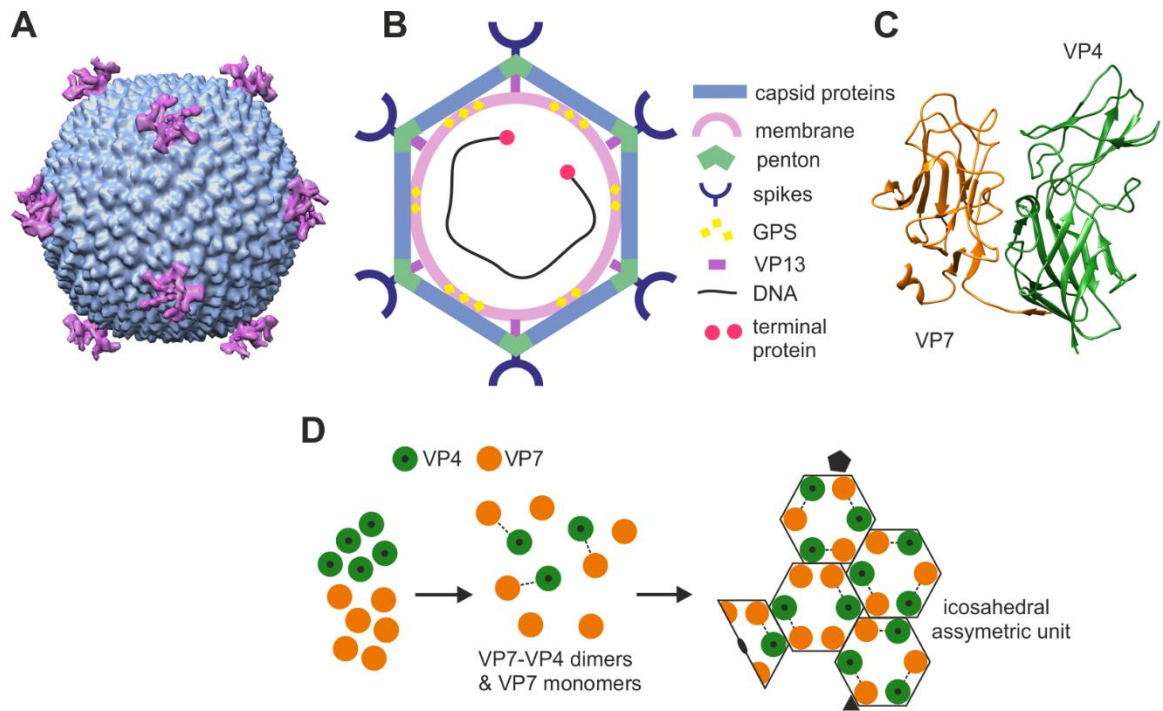 A
B
capsid proteins
membrane
penton
spikes
GPS
VP13
DNA
terminal
protein
C
VP4
VP7
D
VP4
VP7
VP7-VP4 dimers
& VP7 monomers
icosahedral
assymetric unit